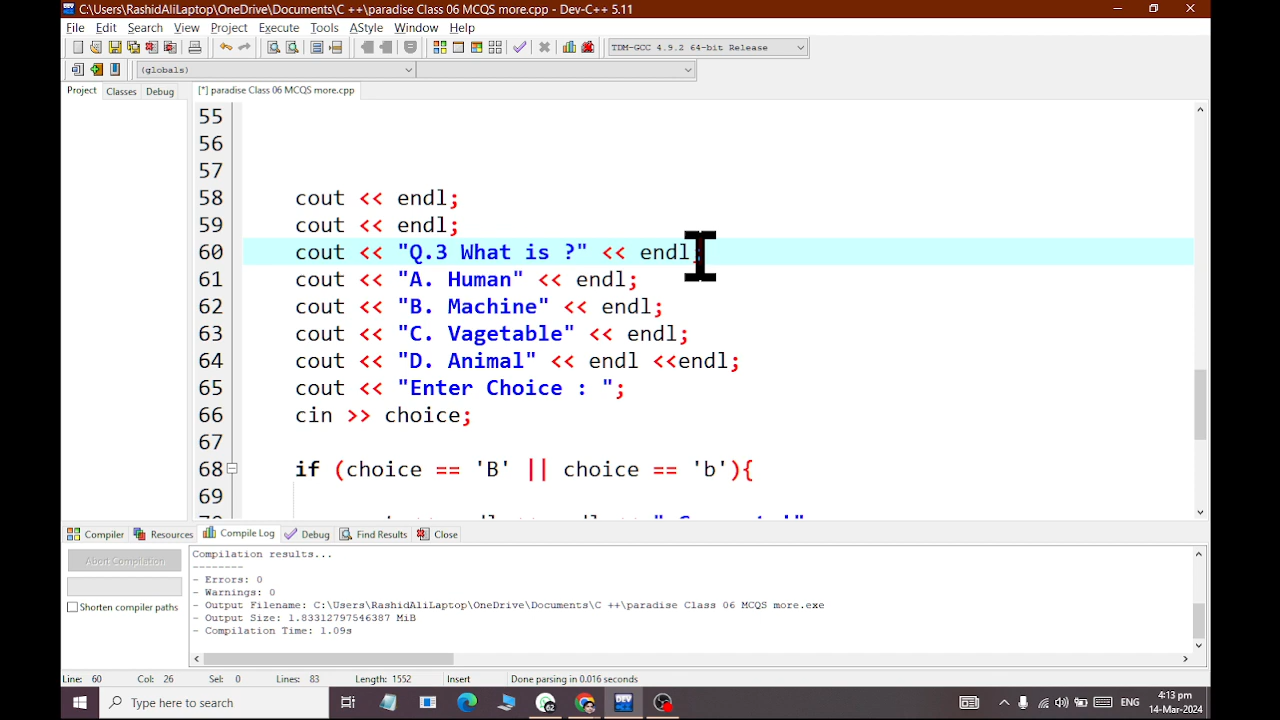 C:\Users\RashidAliLaptop\OneDrive\Documents\C ++\paradise Class 06 MCQS more.cpp - Dev-C++ 5.11
File Edit Search View Project Execute Tools AStyle Window Help
TDM-GCC 4.9.2 64-bit Release
(globals)
Project Classes Debug [*] paradise Class 06 MCQS more.cpp
55
56
57
58 cout << endl;
59 cout << endl;
60 cout << "Q.3 What is ?" << endl;
61 cout << "A. Human" << endl;
62 cout << "B. Machine" << endl;
63 cout << "C. Vagetable" << endl;
64 cout << "D. Animal" << endl <<endl;
65 cout << "Enter Choice : ";
66 cin >> choice;
67
68 if (choice == 'B' || choice == 'b'){
69
Compiler Resources Compile Log Debug Find Results Close
Abort Compilation
Shorten compiler paths
Compilation results...
--------
- Errors: 0
- Warnings: 0
- Output Filename: C:\Users\RashidAliLaptop\OneDrive\Documents\C ++\paradise Class 06 MCQS more.exe
- Output Size: 1.83312797546387 MiB
- Compilation Time: 1.09s
Line: 60 Col: 26 Sel: 0 Lines: 83 Length: 1552 Insert Done parsing in 0.016 seconds
Type here to search
62
DEV
ENG
4:13 pm
14-Mar-2024